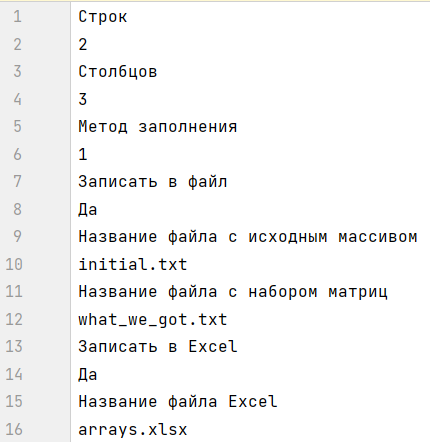 1 Строк
2 2
3 Столбцов
4 3
5 Метод заполнения
6 1
7 Записать в файл
8 Да
9 Название файла с исходным массивом
10 initial.txt
11 Название файла с набором матриц
12 what_we_got.txt
13 Записать в Excel
14 Да
15 Название файла Excel
16 arrays.xlsx